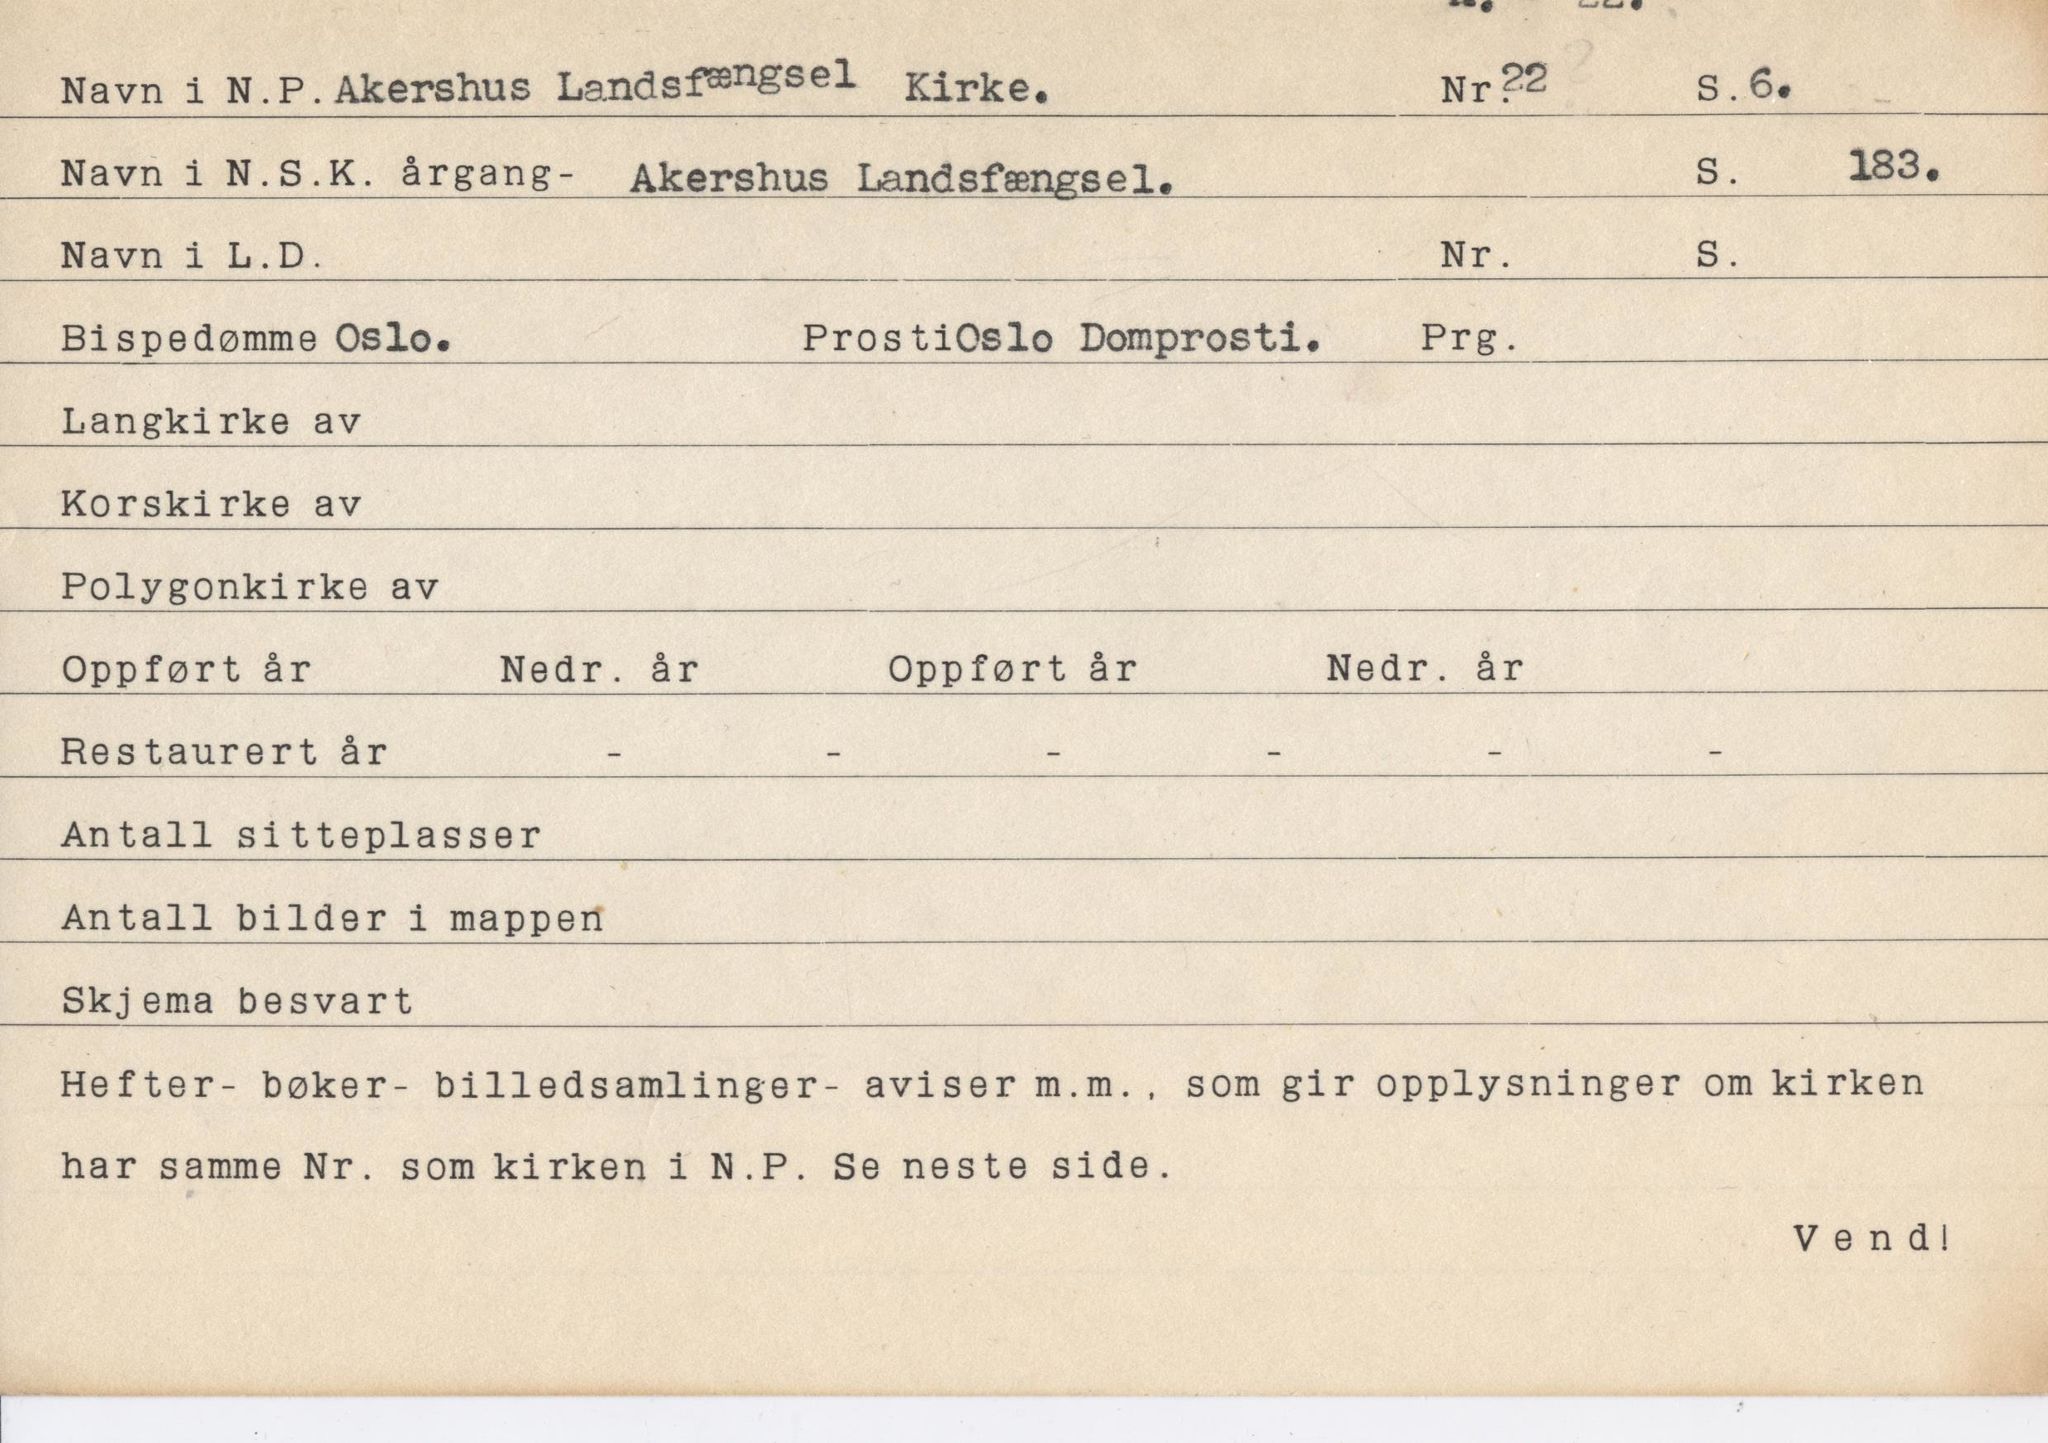 22.
Navn i N.P. Akershus Landsfængsel Kirke. Nr. 22 S. 6.
Navn i N.S.K. årgang- Akershus Landsfængsel. S. 183.
Navn i L.D. Nr. S.
Bispedømme Oslo. Prosti Oslo Domprosti. Prg.
Langkirke av
Korskirke av
Polygonkirke av
Oppført år Nedr. år Oppført år Nedr. år
Restaurert år - - - - - -
Antall sitteplasser
Antall bilder i mappen
Skjema besvart
Hefter- bøker- billedsamlinger- aviser m.m., som gir opplysninger om kirken
har samme Nr. som kirken i N.P. Se neste side.
Vend!